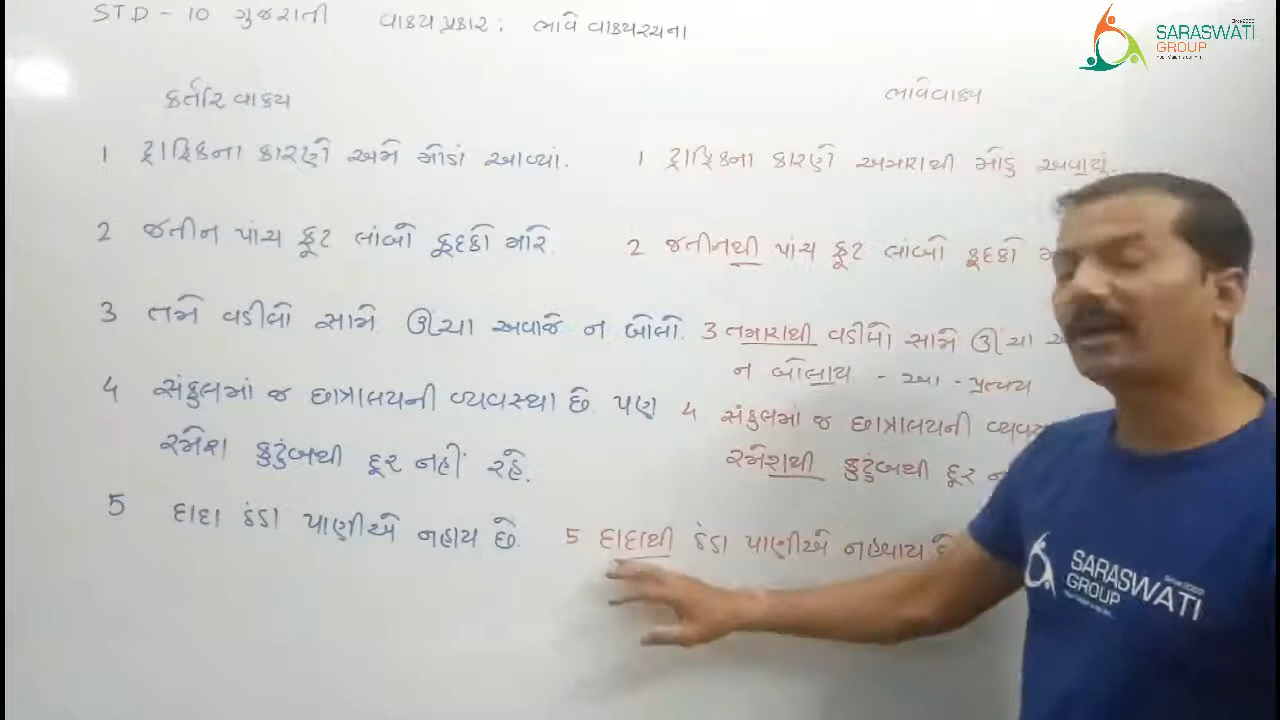 STD - 10 ગુજરાતી વાક્યપ્રકાર : ભાવે વાક્યરચના
SARASWATI
GROUP
કર્તરિ વાક્ય
ભાવેવાક્ય
1 ટ્રાફિકના કારણે અમે મોડાં આવ્યાં.
1 ટ્રાફિકના કારણે અમારાથી મોડું અવાયું.
2 જતીન પાંચ ફૂટ લાંબો કૂદકો મારે.
2 જતીનથી પાંચ ફૂટ લાંબો કૂદકો
3 તમે વડીલો સામે ઊંચા અવાજે ન બોલો.
3 તમારાથી વડીલો સામે ઊંચા
ન બોલાય - આ - પ્રત્યય
4 સંકુલમાં જ છાત્રાલયની વ્યવસ્થા છે પણ
રમેશ કુટુંબથી દૂર નહીં રહે.
4 સંકુલમાં જ છાત્રાલયની
રમેશથી કુટુંબથી દૂર
5 દાદા ઠંડા પાણીએ નહાય છે.
5 દાદાથી ઠંડા પાણીએ નહવાય
SARASWATI
GROUP